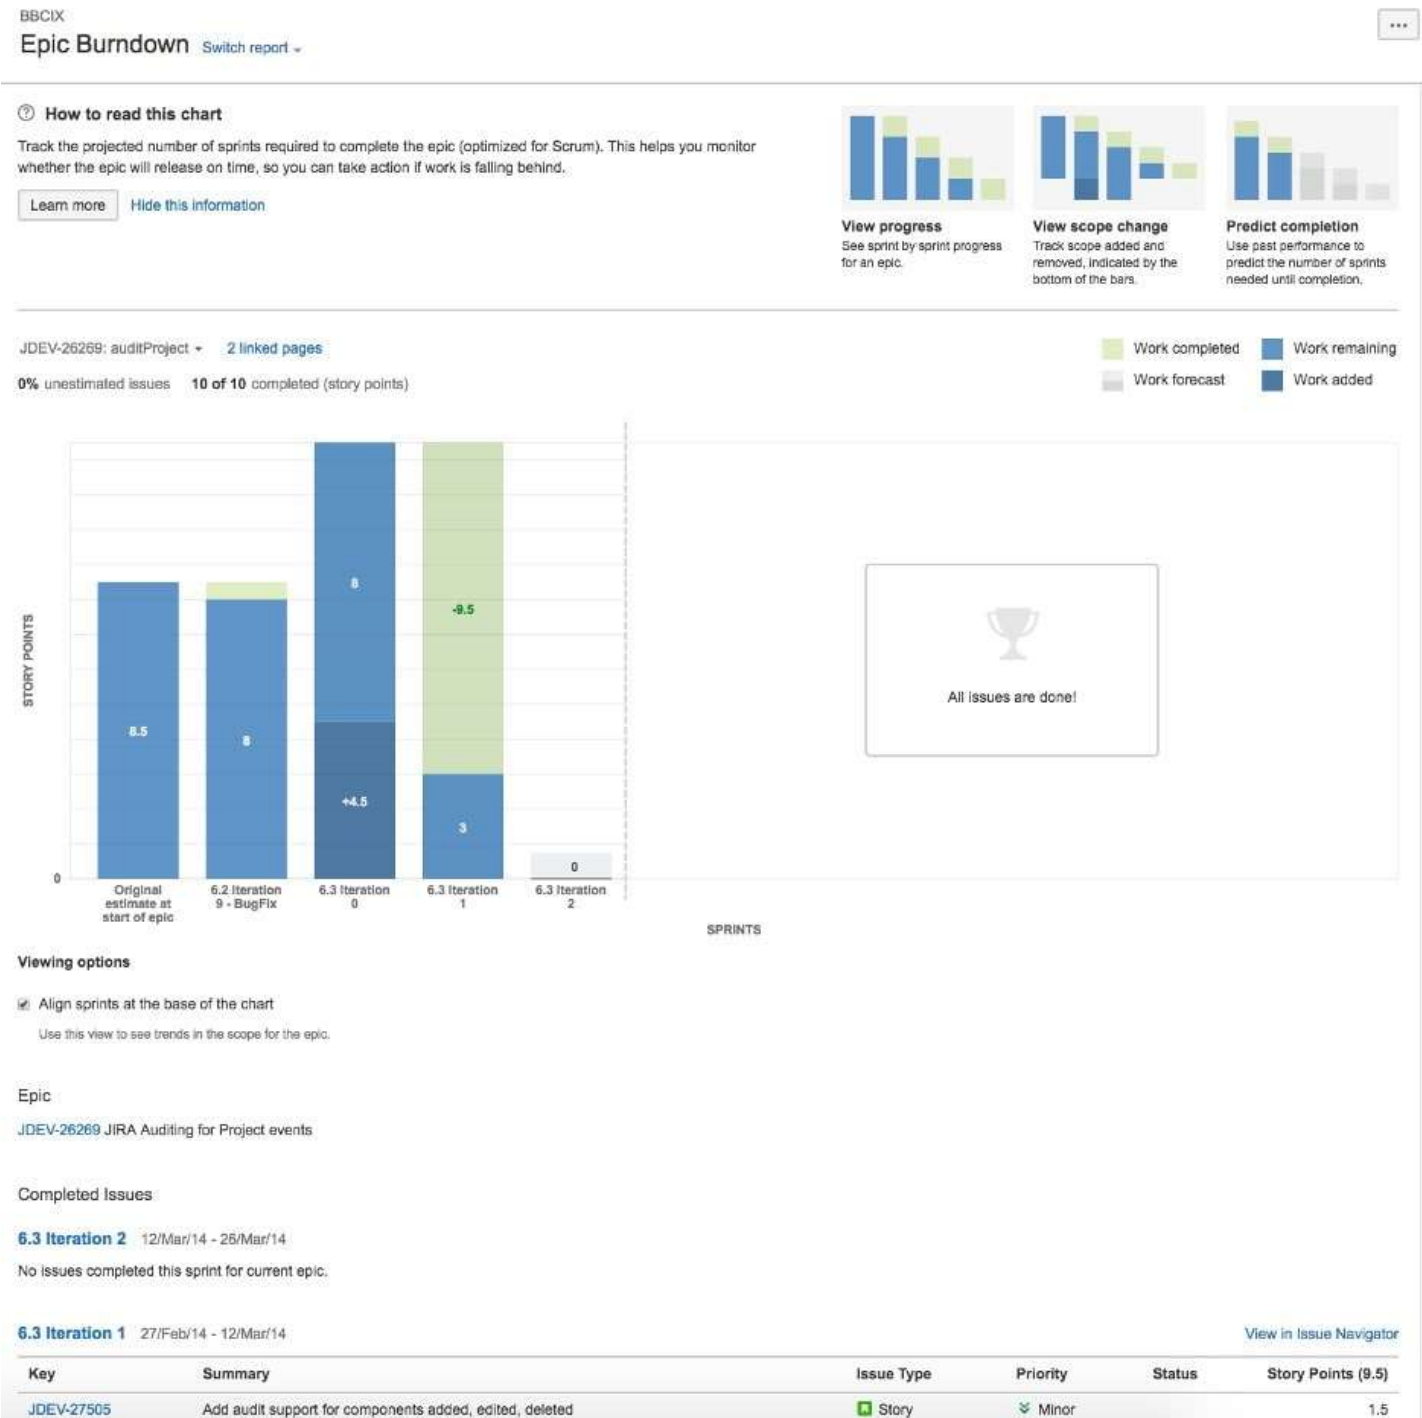 BBCIX
Epic Burndown Switch report
...
How to read this chart
Track the projected number of sprints required to complete the epic (optimized for Scrum). This helps you monitor
whether the epic will release on time, so you can take action if work is falling behind.
Learn more Hide this information
View progress
See sprint by sprint progress
for an epic.
View scope change
Track scope added and
removed, indicated by the
bottom of the bars.
Predict completion
Use past performance to
predict the number of sprints
needed until completion.
JDEV-26269: auditProject 2 linked pages
0% unestimated issues 10 of 10 completed (story points)
Work completed Work remaining
Work forecast Work added
STORY POINTS
8.5
8
8
+4.5
-9.5
3
0
0
Original
estimate at
start of epic
6.2 Iteration
9 - BugFix
6.3 Iteration
0
6.3 Iteration
1
6.3 Iteration
2
All issues are done!
SPRINTS
Viewing options
Align sprints at the base of the chart
Use this view to see trends in the scope for the epic.
Epic
JDEV-26269 JIRA Auditing for Project events
Completed Issues
6.3 Iteration 2 12/Mar/14 - 26/Mar/14
No issues completed this sprint for current epic.
6.3 Iteration 1 27/Feb/14 - 12/Mar/14 View in Issue Navigator
Key Summary Issue Type Priority Status Story Points (9.5)
JDEV-27505 Add audit support for components added, edited, deleted Story Minor 1.5